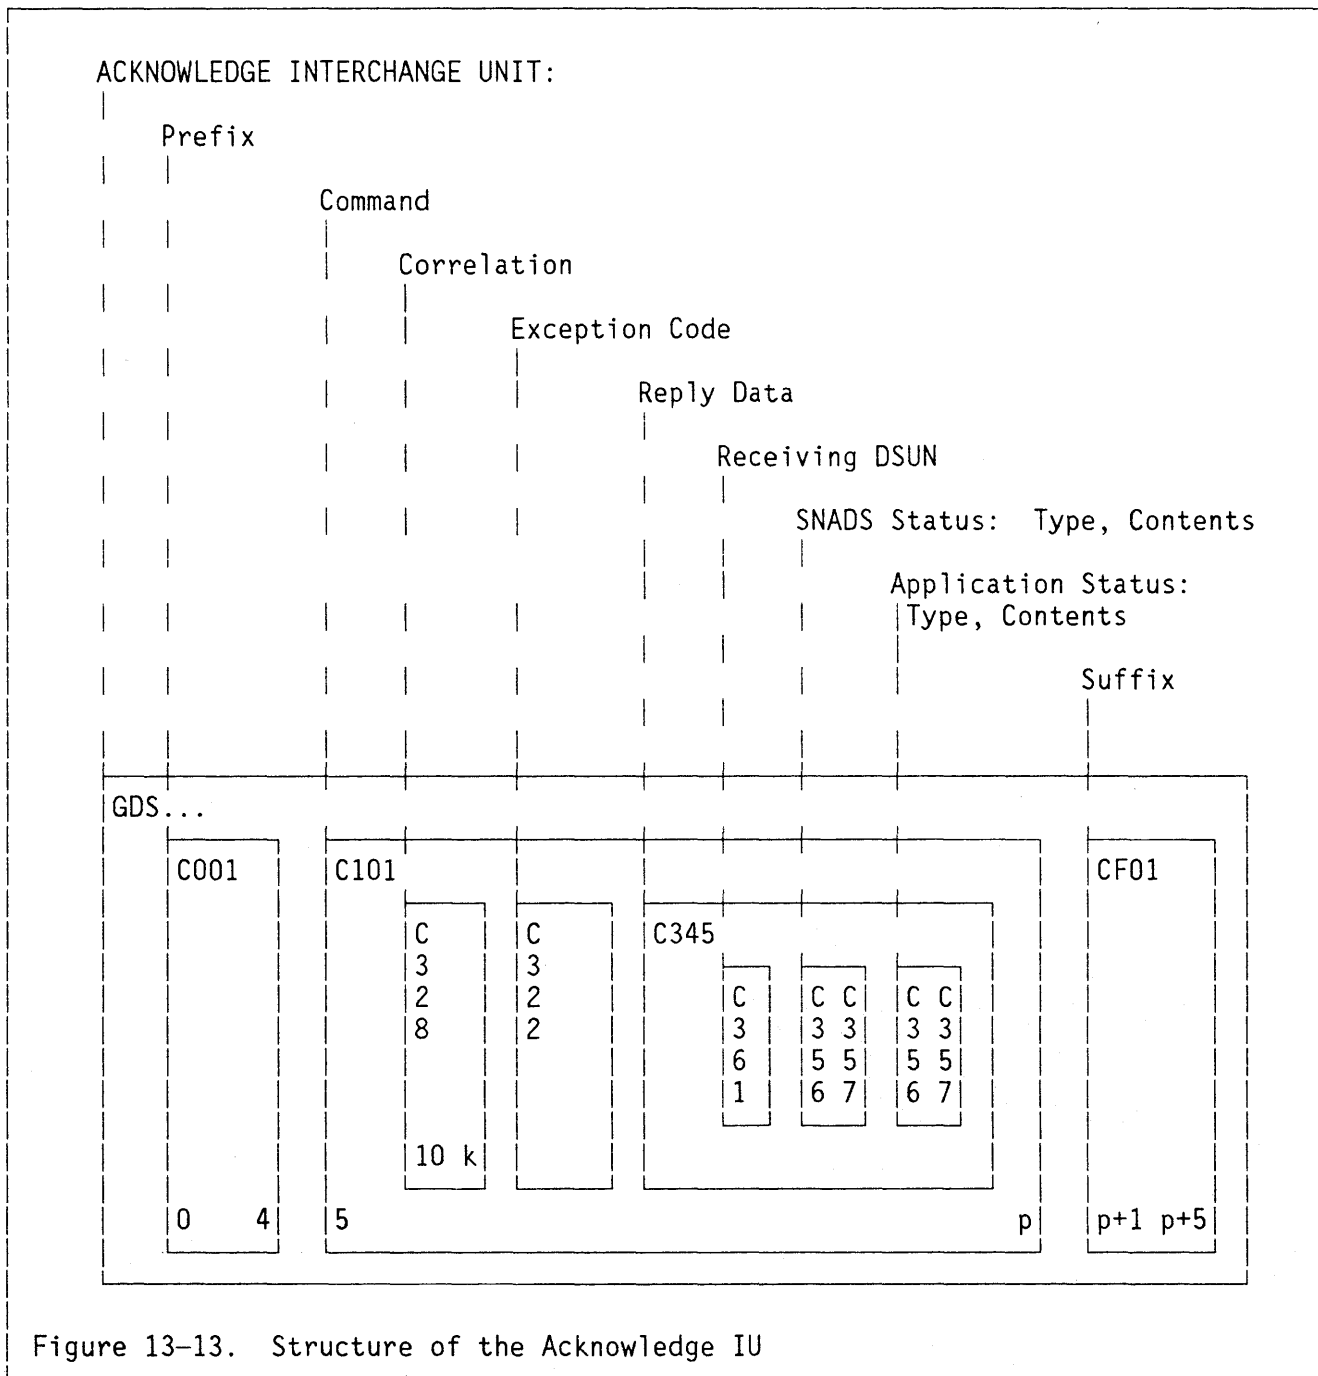 ACKNOWLEDGE INTERCHANGE UNIT:
Prefix
Command
Correlation
Exception Code
Reply Data
Receiving DSUN
SNADS Status:  Type, Contents
Application Status:
Type, Contents
Suffix
GDS...
C001 C101 CF01
C C C345
3 3
2 2 C C C C C
8 2 3 3 3 3 3
6 5 5 5 5
1 6 7 6 7
10 k
0 4 5 p p+1 p+5
Figure 13–13.  Structure of the Acknowledge IU